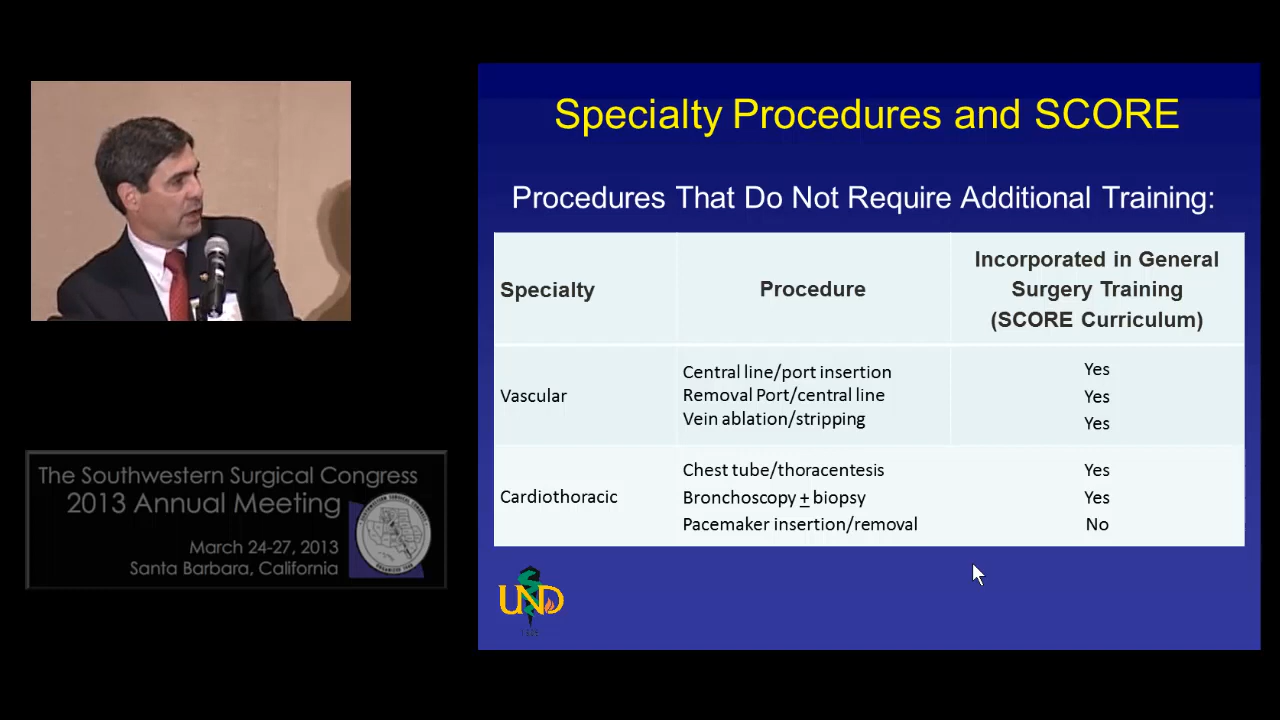 Specialty Procedures and SCORE
Procedures That Do Not Require Additional Training:
Specialty
Procedure
Incorporated in General
Surgery Training
(SCORE Curriculum)
Vascular
Central line/port insertion
Removal Port/central line
Vein ablation/stripping
Yes
Yes
Yes
Cardiothoracic
Chest tube/thoracentesis
Bronchoscopy ± biopsy
Pacemaker insertion/removal
Yes
Yes
No
UND
The Southwestern Surgical Congress
2013 Annual Meeting
March 24-27, 2013
Santa Barbara, California